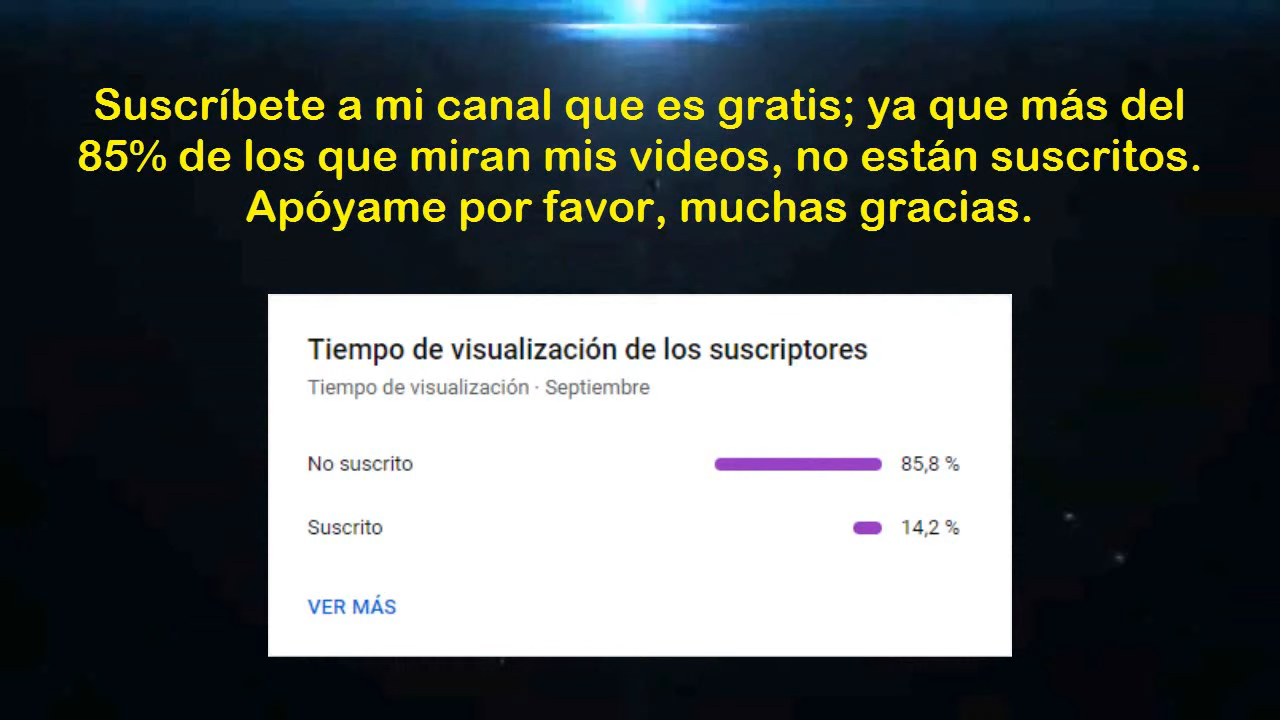 Suscríbete a mi canal que es gratis; ya que más del
85% de los que miran mis videos, no están suscritos.
Apóyame por favor, muchas gracias.
Tiempo de visualización de los suscriptores
Tiempo de visualización · Septiembre
No suscrito 85,8 %
Suscrito 14,2 %
VER MÁS